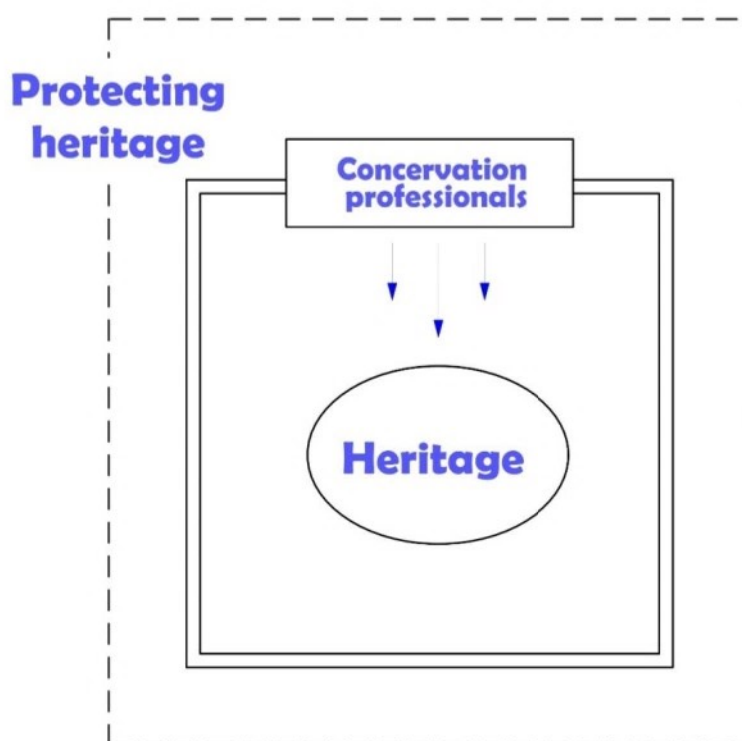 Protecting
heritage
Concervation
professionals
Heritage